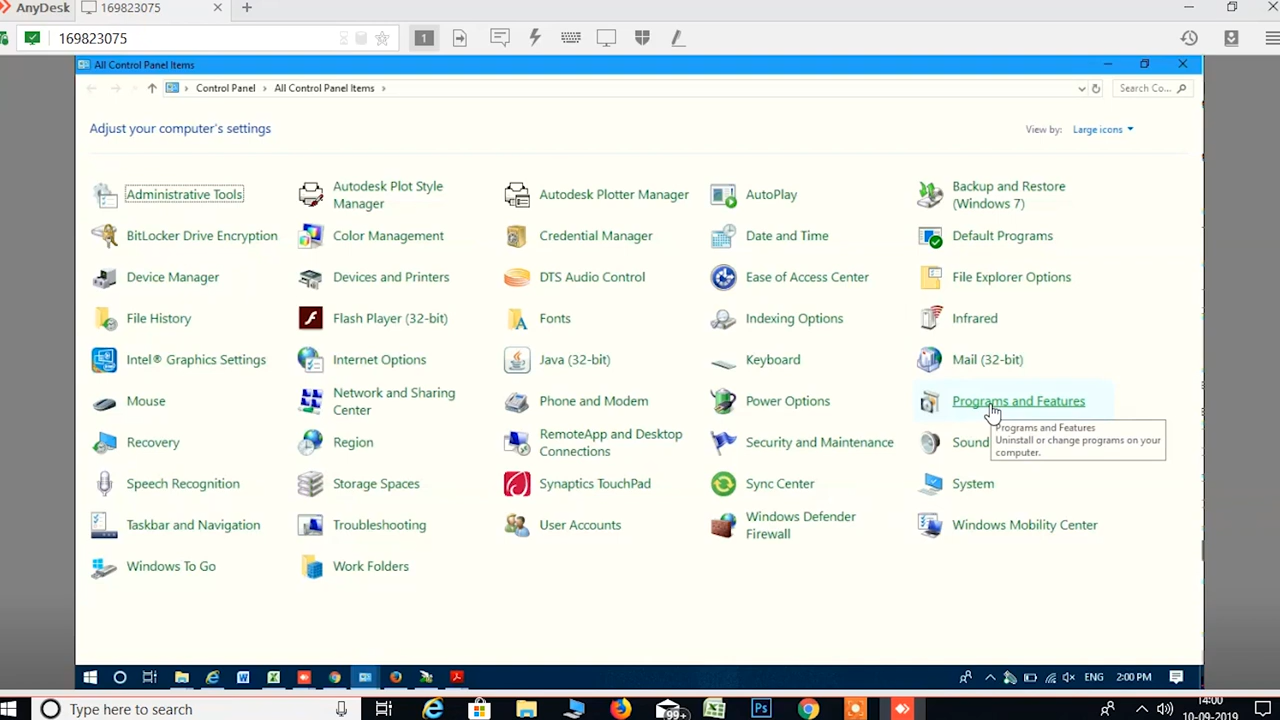 AnyDesk
169823075
169823075
1
All Control Panel Items
Control Panel
All Control Panel Items
Search Co...
Adjust your computer's settings
View by:
Large icons
Administrative Tools
Autodesk Plot Style
Manager
Autodesk Plotter Manager
AutoPlay
Backup and Restore
(Windows 7)
BitLocker Drive Encryption
Color Management
Credential Manager
Date and Time
Default Programs
Device Manager
Devices and Printers
DTS Audio Control
Ease of Access Center
File Explorer Options
File History
Flash Player (32-bit)
Fonts
Indexing Options
Infrared
Intel® Graphics Settings
Internet Options
Java (32-bit)
Keyboard
Mail (32-bit)
Mouse
Network and Sharing
Center
Phone and Modem
Power Options
Programs and Features
Programs and Features
Uninstall or change programs on your
computer.
Recovery
Region
RemoteApp and Desktop
Connections
Security and Maintenance
Sound
Speech Recognition
Storage Spaces
Synaptics TouchPad
Sync Center
System
Taskbar and Navigation
Troubleshooting
User Accounts
Windows Defender
Firewall
Windows Mobility Center
Windows To Go
Work Folders
ENG
2:00 PM
Type here to search
99+
Ps
14:00
10-09-2019